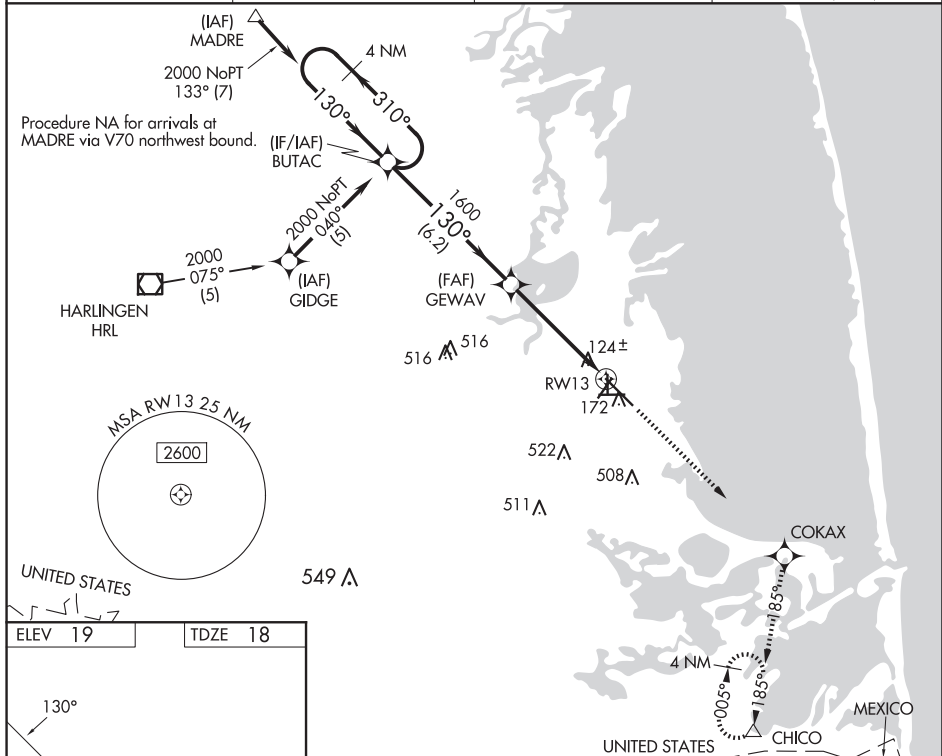 (IAF)
MADRE
2000 NoPT
133° (7)
4 NM
130°
310°
Procedure NA for arrivals at
MADRE via V70 northwest bound.
(IF/IAF)
BUTAC
2000 NoPT
040°
(5)
1600
130°
(6.2)
2000
075°
(5)
HARLINGEN
HRL
(IAF)
GIDGE
(FAF)
GEWAV
516
516
124±
RW13
172
MSA RW13 25 NM
2600
522
508
511
549
COKAX
185°
4 NM
005°
185°
CHICO
MEXICO
UNITED STATES
UNITED STATES
ELEV 19
TDZE 18
130°